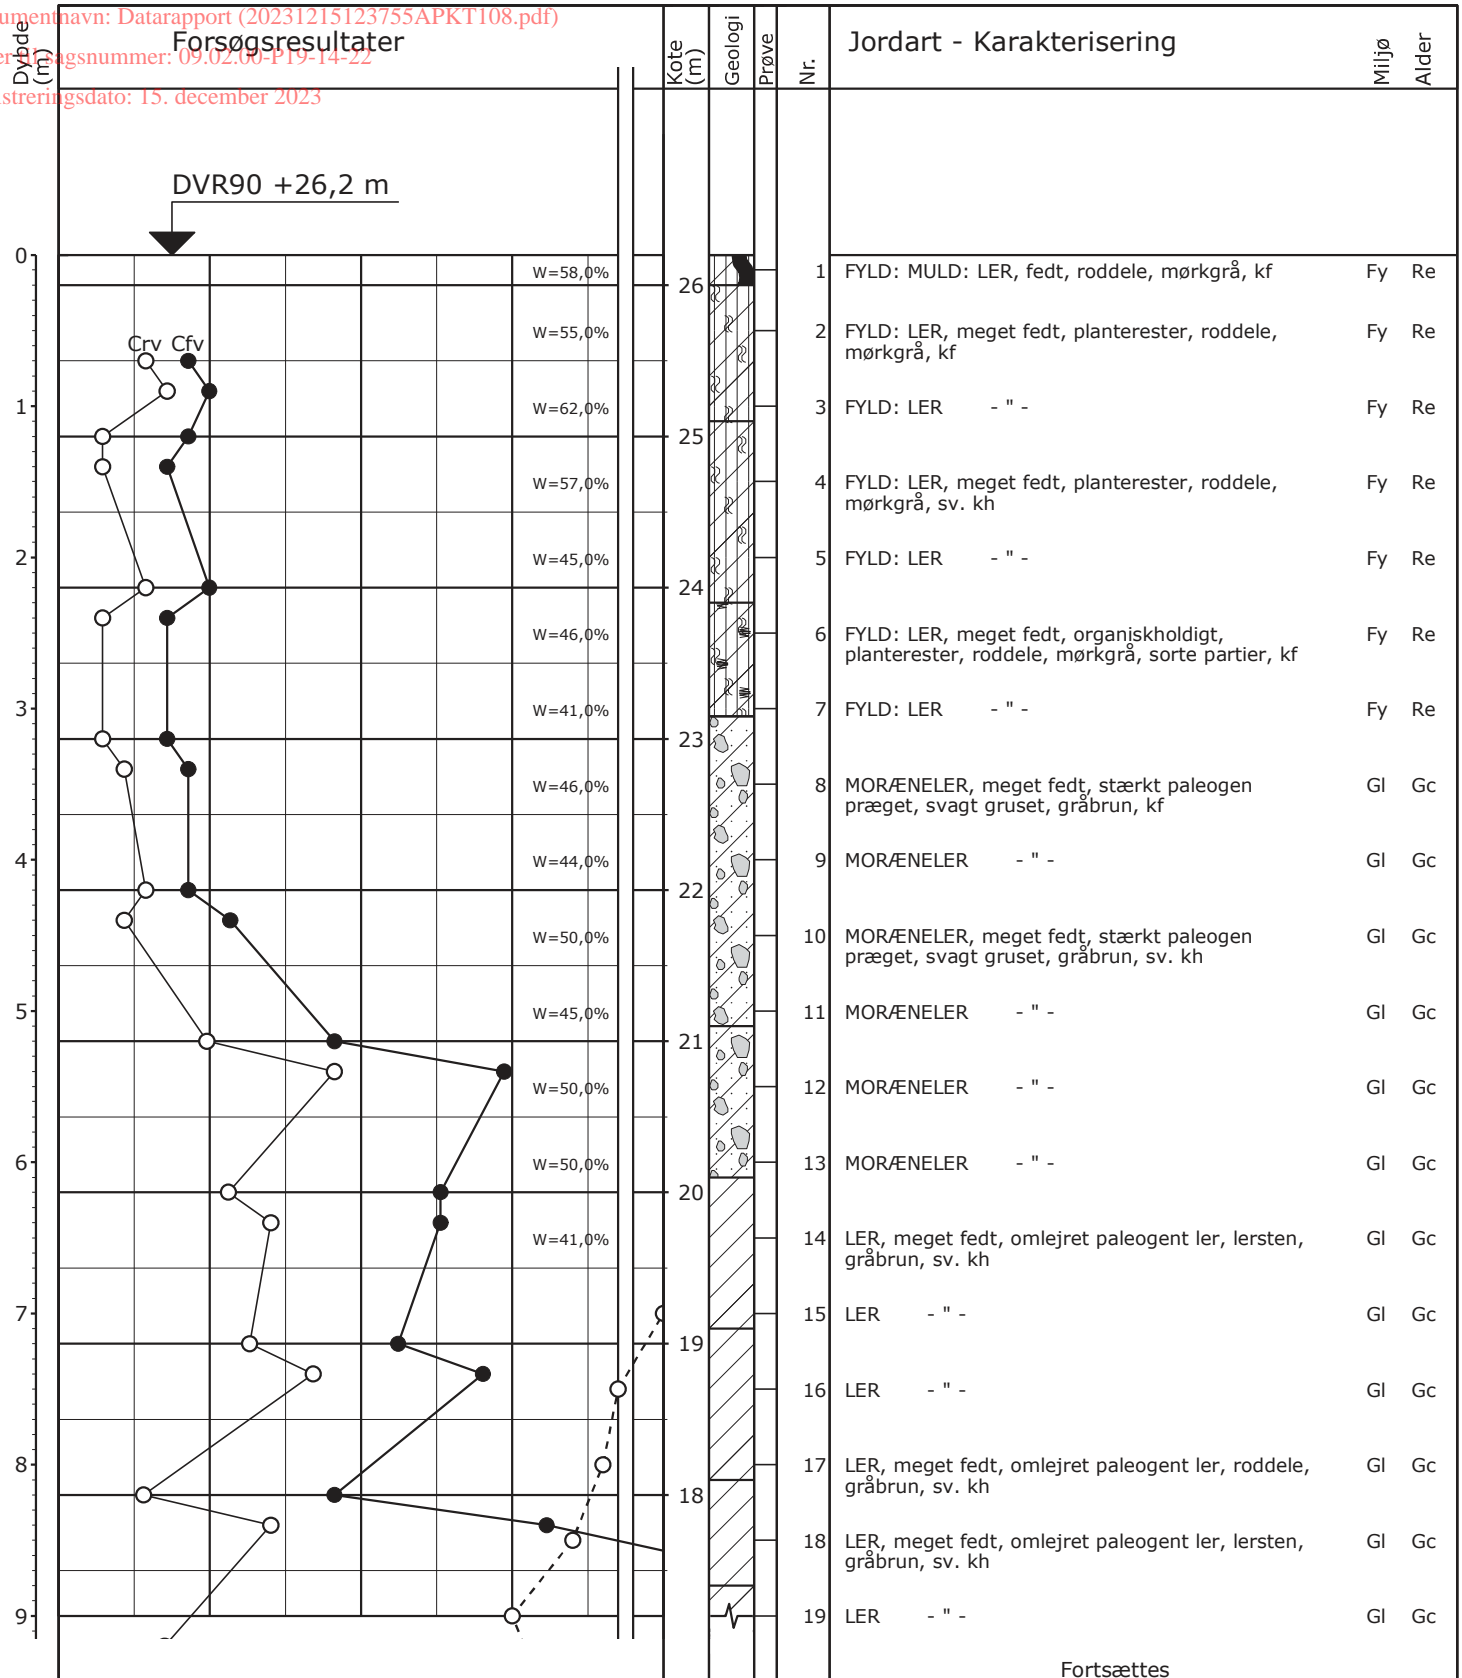 umentnavn: Datarapport (20231215123755APKT108.pdf)
er til sagsnummer: 09.02.00-P19-14-22
istreringsdato: 15. december 2023
Dybde (m)
Forsøgsresultater
Kote (m)
Geologi
Prøve
Nr.
Jordart - Karakterisering
Miljø
Alder
DVR90 +26,2 m
0
W=58,0%
26
1 FYLD: MULD: LER, fedt, roddele, mørkgrå, kf Fy Re
Crv Cfv
W=55,0%
2 FYLD: LER, meget fedt, planterester, roddele, Fy Re
mørkgrå, kf
1
W=62,0%
25
3 FYLD: LER - " - Fy Re
W=57,0%
4 FYLD: LER, meget fedt, planterester, roddele, Fy Re
mørkgrå, sv. kh
2
W=45,0%
24
5 FYLD: LER - " - Fy Re
W=46,0%
6 FYLD: LER, meget fedt, organiskholdigt, Fy Re
planterester, roddele, mørkgrå, sorte partier, kf
3
W=41,0%
23
7 FYLD: LER - " - Fy Re
W=46,0%
8 MORÆNELER, meget fedt, stærkt paleogen Gl Gc
præget, svagt gruset, gråbrun, kf
4
W=44,0%
22
9 MORÆNELER - " - Gl Gc
W=50,0%
10 MORÆNELER, meget fedt, stærkt paleogen Gl Gc
præget, svagt gruset, gråbrun, sv. kh
5
W=45,0%
21
11 MORÆNELER - " - Gl Gc
W=50,0%
12 MORÆNELER - " - Gl Gc
6
W=50,0%
20
13 MORÆNELER - " - Gl Gc
W=41,0%
14 LER, meget fedt, omlejret paleogent ler, lersten, Gl Gc
gråbrun, sv. kh
7
19
15 LER - " - Gl Gc
16 LER - " - Gl Gc
8
18
17 LER, meget fedt, omlejret paleogent ler, roddele, Gl Gc
gråbrun, sv. kh
18 LER, meget fedt, omlejret paleogent ler, lersten, Gl Gc
gråbrun, sv. kh
9
19 LER - " - Gl Gc
Fortsættes